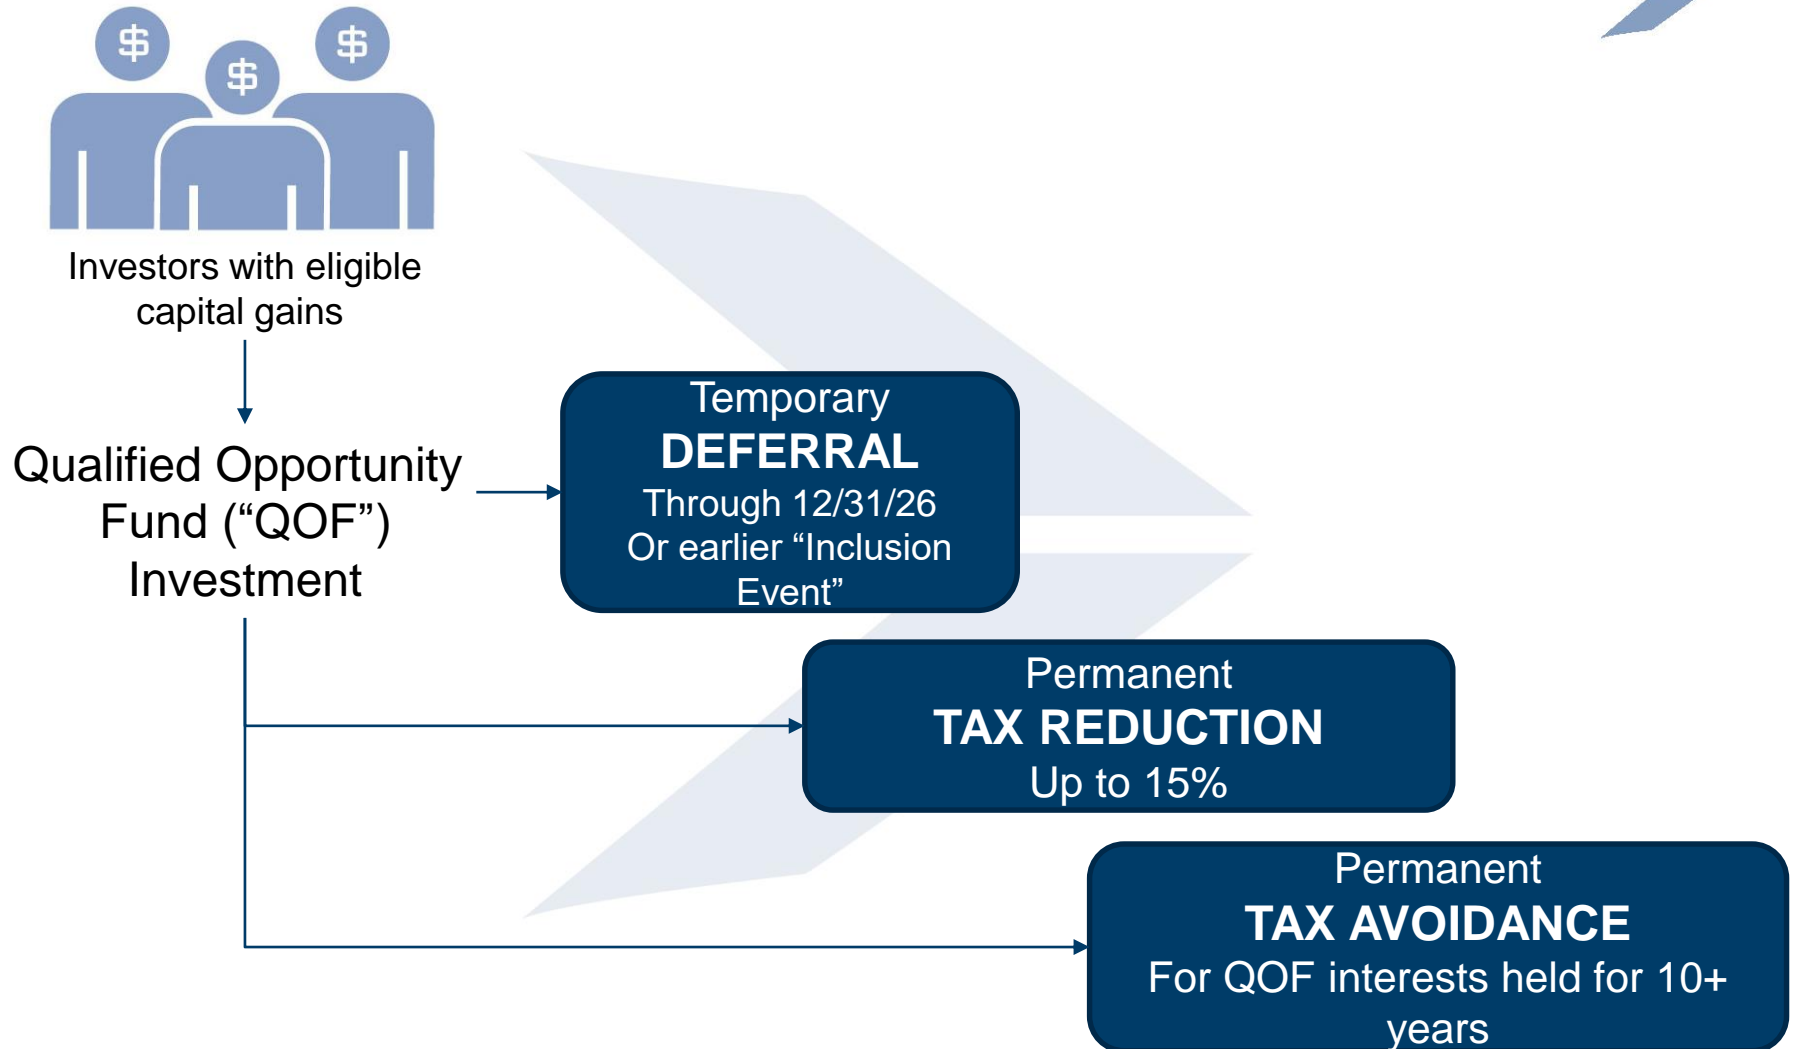 $ $ $
Investors with eligible
capital gains
Qualified Opportunity
Fund (“QOF”)
Investment
Temporary
DEFERRAL
Through 12/31/26
Or earlier “Inclusion
Event”
Permanent
TAX REDUCTION
Up to 15%
Permanent
TAX AVOIDANCE
For QOF interests held for 10+
years